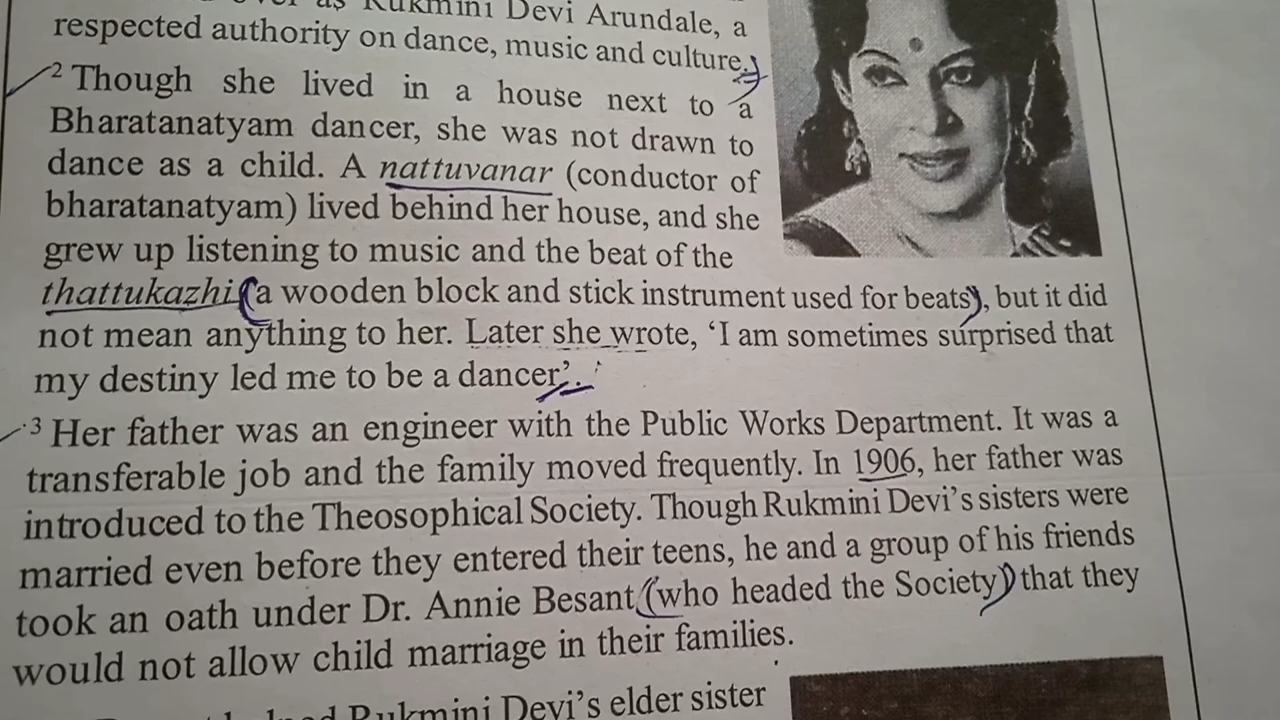 as Rukmini Devi Arundale, a
respected authority on dance, music and culture.
2 Though she lived in a house next to a
Bharatanatyam dancer, she was not drawn to
dance as a child. A nattuvanar (conductor of
bharatanatyam) lived behind her house, and she
grew up listening to music and the beat of the
thattukazhi (a wooden block and stick instrument used for beats), but it did
not mean anything to her. Later she wrote, ‘I am sometimes surprised that
my destiny led me to be a dancer’.
3 Her father was an engineer with the Public Works Department. It was a
transferable job and the family moved frequently. In 1906, her father was
introduced to the Theosophical Society. Though Rukmini Devi’s sisters were
married even before they entered their teens, he and a group of his friends
took an oath under Dr. Annie Besant (who headed the Society) that they
would not allow child marriage in their families.
Rukmini Devi’s elder sister